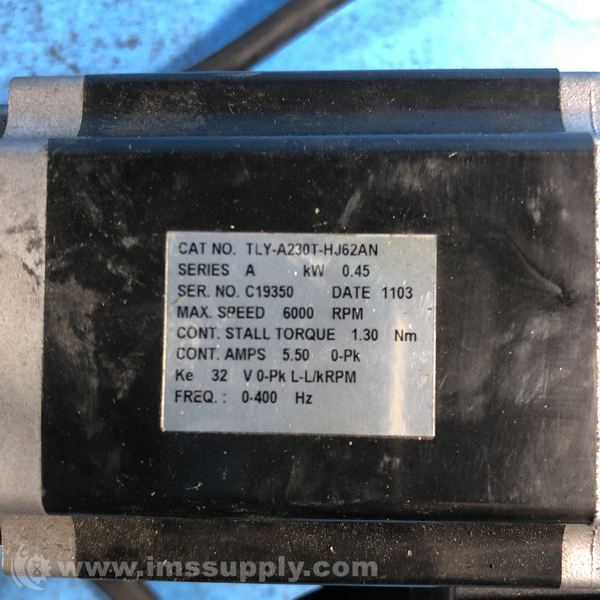 CAT NO. TLY-A230T-HJ62AN
SERIES A kW 0.45
SER. NO. C19350 DATE 1103
MAX. SPEED 6000 RPM
CONT. STALL TORQUE 1.30 Nm
CONT. AMPS 5.50 0-Pk
Ke 32 V 0-Pk L-L/kRPM
FREQ. : 0-400 Hz
www.imssupply.com/